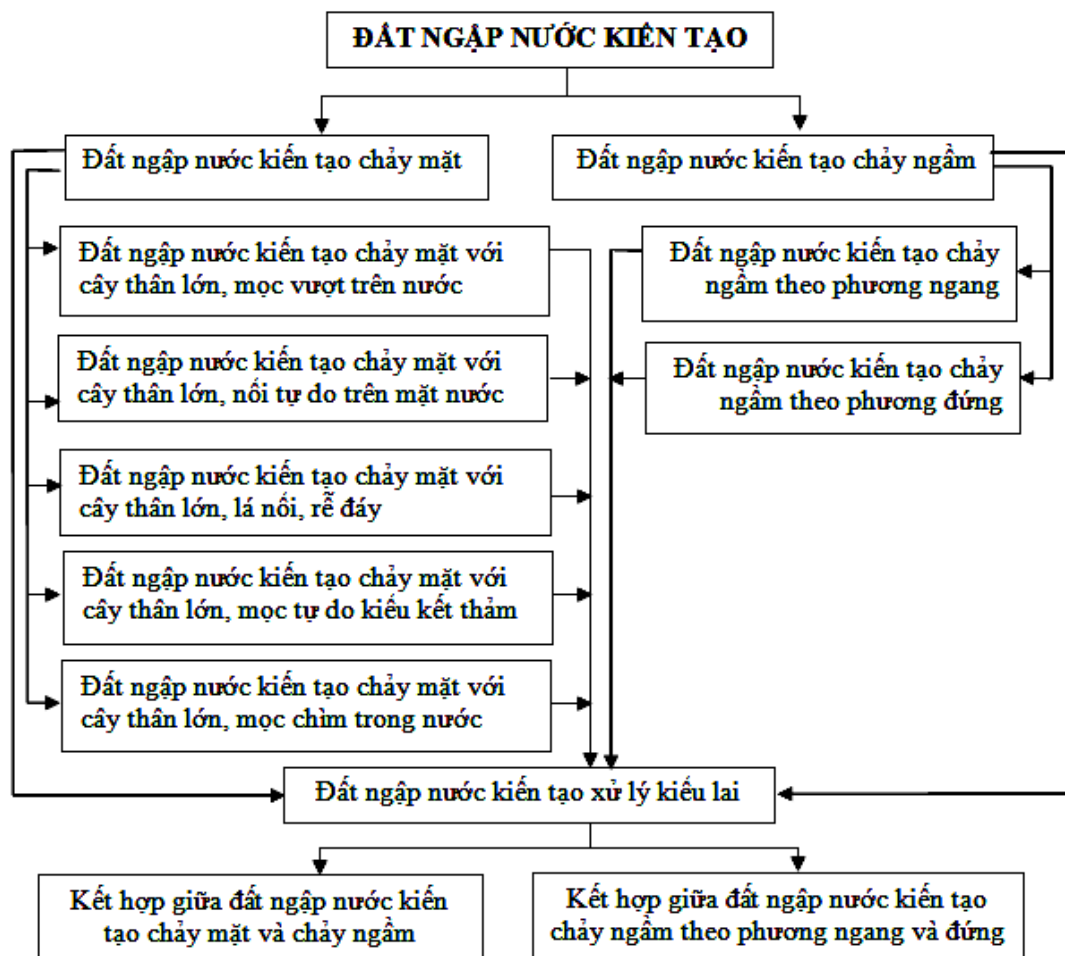 ĐẤT NGẬP NƯỚC KIẾN TẠO
Đất ngập nước kiến tạo chảy mặt
Đất ngập nước kiến tạo chảy ngầm
Đất ngập nước kiến tạo chảy mặt với
cây thân lớn, mọc vượt trên nước
Đất ngập nước kiến tạo chảy
ngầm theo phương ngang
Đất ngập nước kiến tạo chảy mặt với
cây thân lớn, nổi tự do trên mặt nước
Đất ngập nước kiến tạo chảy
ngầm theo phương đứng
Đất ngập nước kiến tạo chảy mặt với
cây thân lớn, lá nổi, rễ đáy
Đất ngập nước kiến tạo chảy mặt với
cây thân lớn, mọc tự do kiểu kết thảm
Đất ngập nước kiến tạo chảy mặt với
cây thân lớn, mọc chìm trong nước
Đất ngập nước kiến tạo xử lý kiểu lai
Kết hợp giữa đất ngập nước kiến
tạo chảy mặt và chảy ngầm
Kết hợp giữa đất ngập nước kiến tạo
chảy ngầm theo phương ngang và đứng